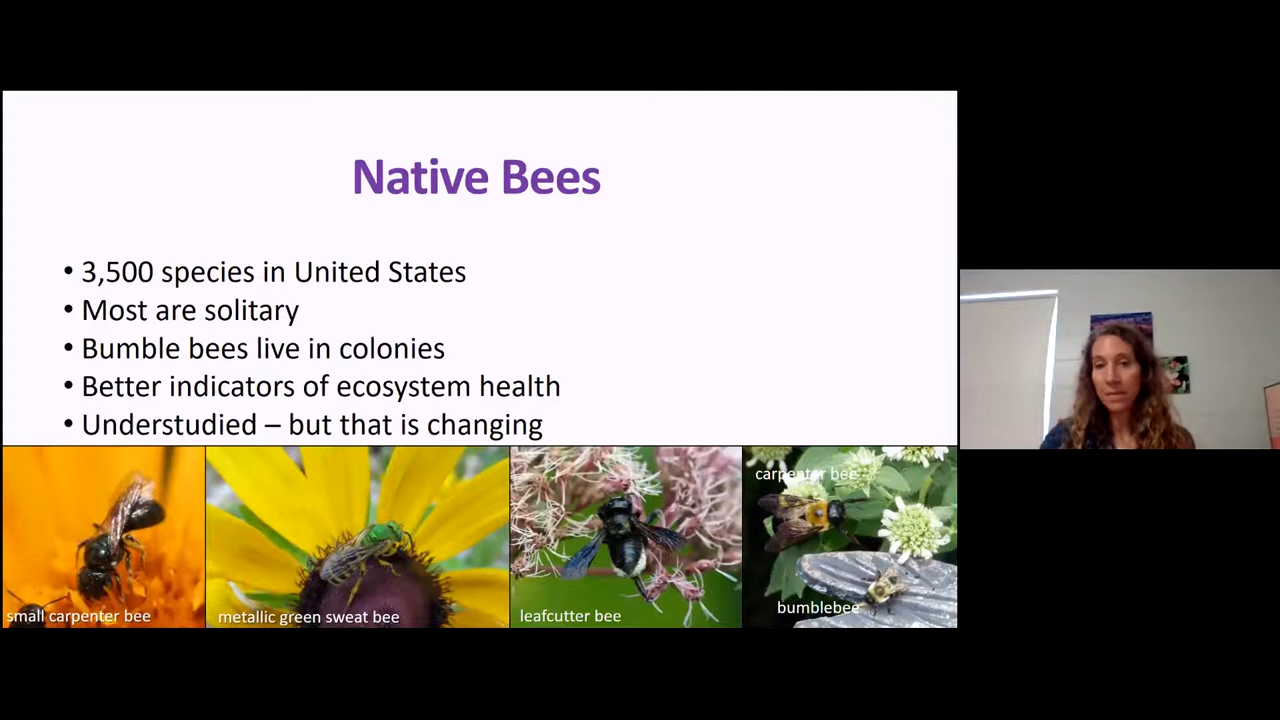 Native Bees
• 3,500 species in United States
• Most are solitary
• Bumble bees live in colonies
• Better indicators of ecosystem health
• Understudied – but that is changing
small carpenter bee
metallic green sweat bee
leafcutter bee
carpenter bee
bumblebee